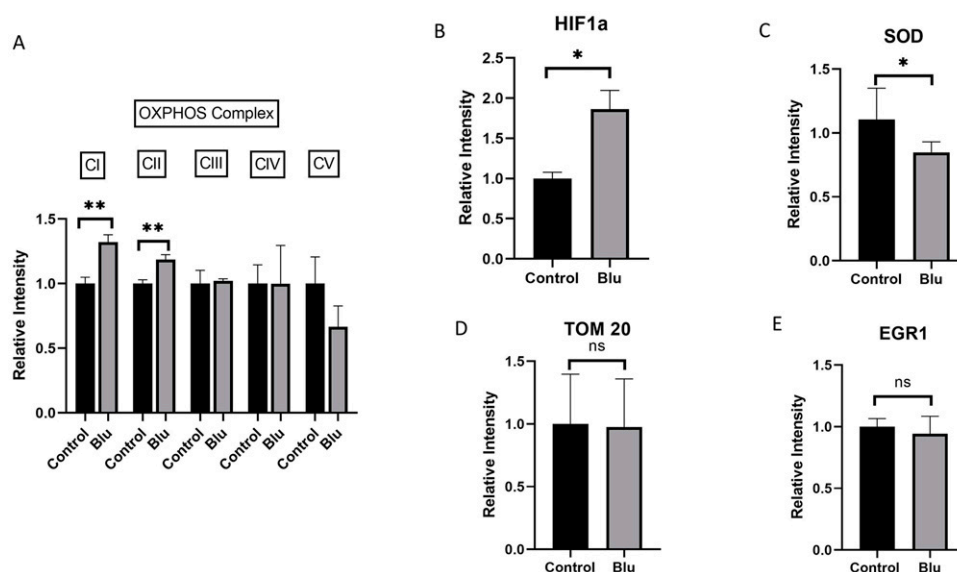 A
OXPHOS Complex
CI CII CIII CIV CV
** **
Relative Intensity
1.5
1.0
0.5
0.0
Control Blu Control Blu Control Blu Control Blu Control Blu
B
HIF1a
*
Relative Intensity
2.5
2.0
1.5
1.0
0.5
0.0
Control Blu
C
SOD
*
Relative Intensity
1.5
1.0
0.5
0.0
Control Blu
D
TOM 20
ns
Relative Intensity
1.5
1.0
0.5
0.0
Control Blu
E
EGR1
ns
Relative Intensity
1.5
1.0
0.5
0.0
Control Blu